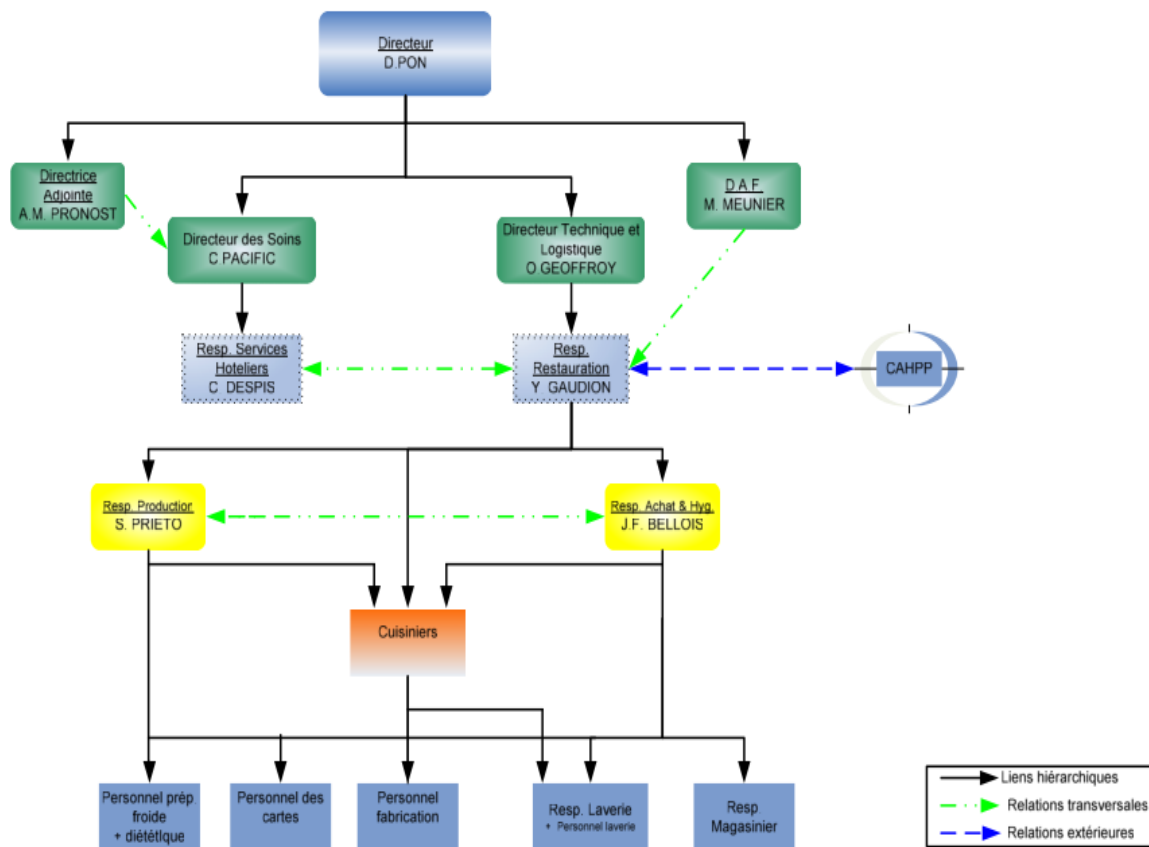 Directeur
D.PON
Directrice
Adjointe
A.M. PRONOST
D A F.
M. MEUNIER
Directeur des Soins
C PACIFIC
Directeur Technique et
Logistique
O GEOFFROY
Resp. Services
Hoteliers
C DESPIS
Resp.
Restauration
Y GAUDION
CAHPP
Resp. Production
S. PRIETO
Resp. Achat & Hyg.
J.F. BELLOIS
Cuisiniers
Personnel prép.
froide
+ diététique
Personnel des
cartes
Personnel
fabrication
Resp. Laverie
+ Personnel laverie
Resp.
Magasinier
Liens hiérarchiques
Relations transversales
Relations extérieures